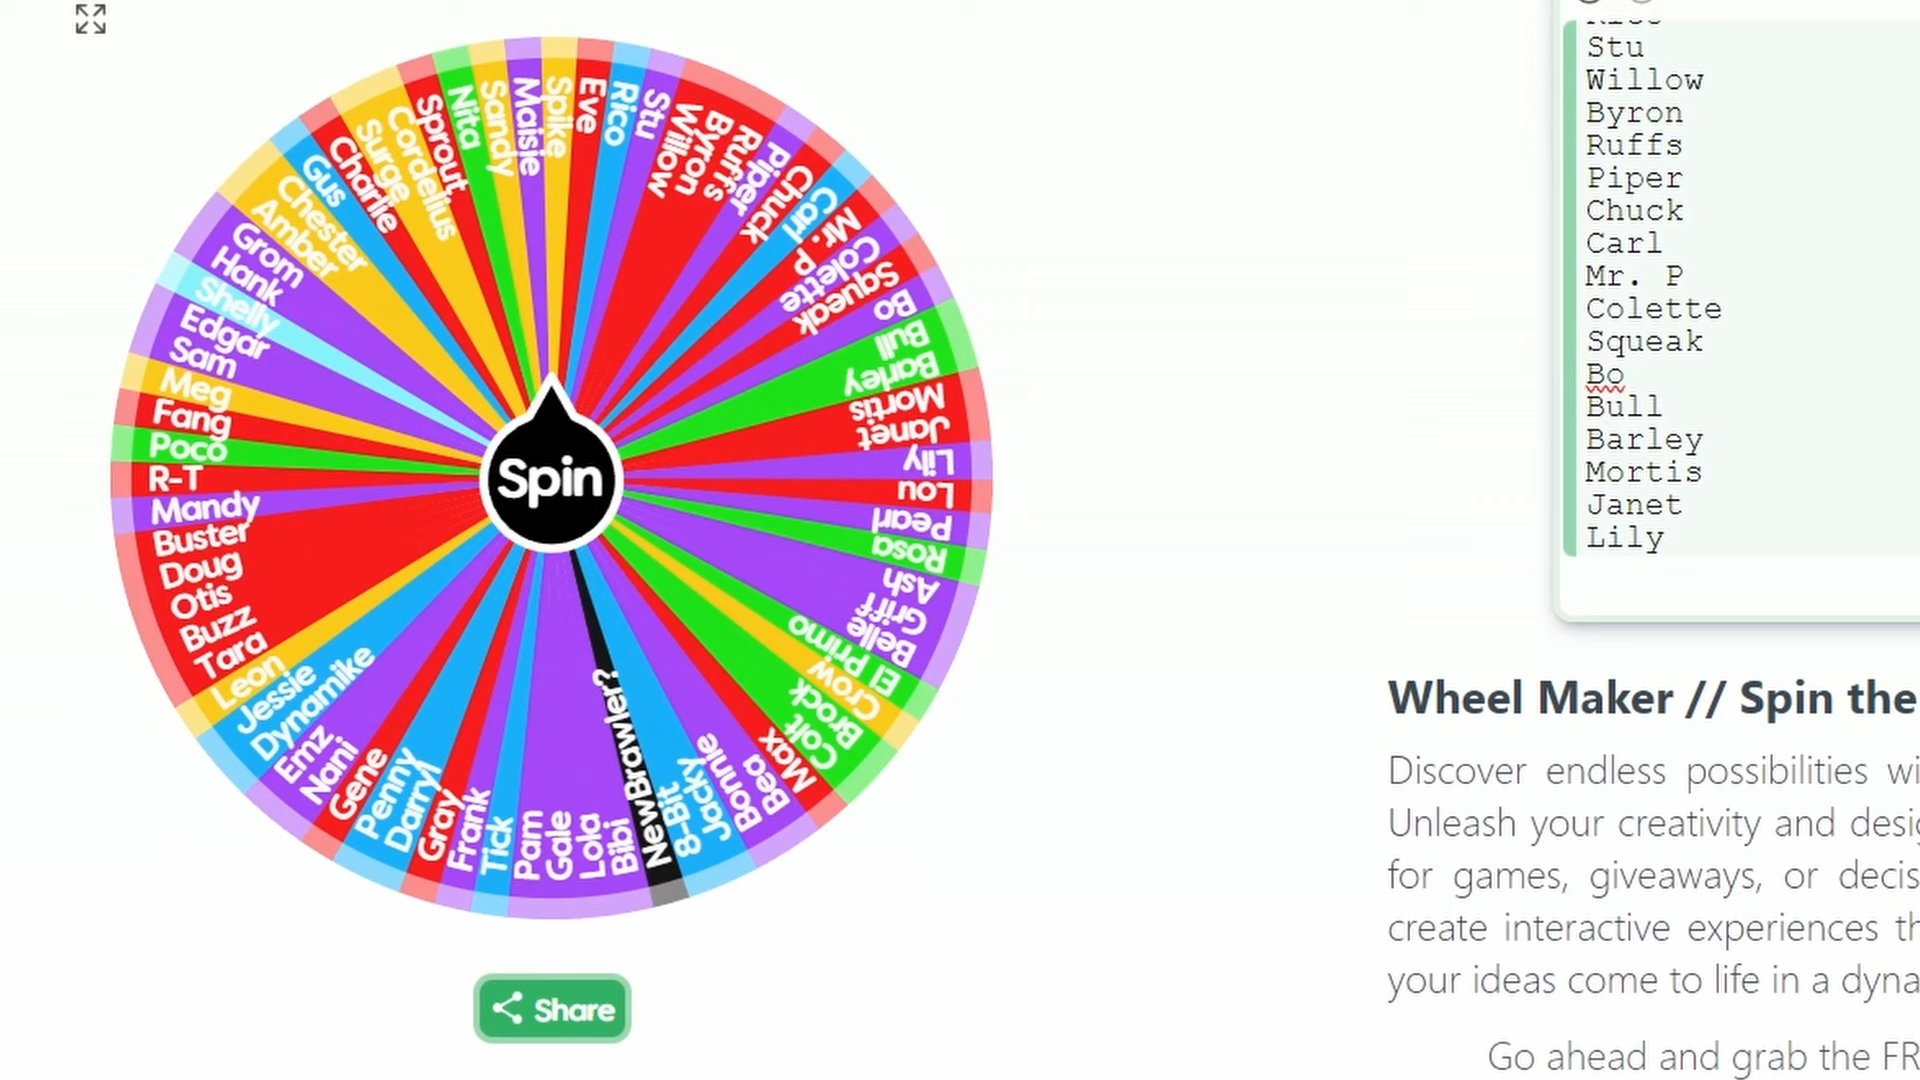 Spike
Eve
Rico
Stu
Willow
Byron
Ruffs
Piper
Chuck
Carl
Mr. P
Colette
Squeak
Bo
Bull
Barley
Mortis
Janet
Lily
Lou
Pearl
Rosa
Ash
Griff
Belle
El Primo
Crow
Brock
Colt
Max
Bea
Bonnie
Jacky
8-Bit
NewBrawler?
Bibi
Lola
Gale
Pam
Tick
Frank
Gray
Darryl
Penny
Gene
Nani
Emz
Dynamike
Jessie
Leon
Tara
Buzz
Otis
Doug
Buster
Mandy
R-T
Poco
Fang
Meg
Sam
Edgar
Shelly
Hank
Grom
Amber
Chester
Gus
Charlie
Surge
Cordelius
Sprout
Nita
Sandy
Maisie
Spin
Share
Stu
Willow
Byron
Ruffs
Piper
Chuck
Carl
Mr. P
Colette
Squeak
Bo
Bull
Barley
Mortis
Janet
Lily
Wheel Maker // Spin the
Discover endless possibilities wi
Unleash your creativity and desig
for games, giveaways, or decis
create interactive experiences th
your ideas come to life in a dyna
Go ahead and grab the FR